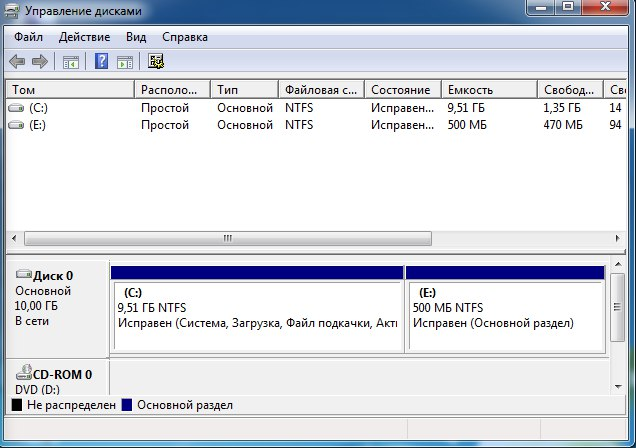 Управление дисками
Файл Действие Вид Справка
Том Располо... Тип Файловая с... Состояние Емкость Свобод... Сво
(C:) Простой Основной NTFS Исправен... 9,51 ГБ 1,35 ГБ 14
(E:) Простой Основной NTFS Исправен... 500 МБ 470 МБ 94
Диск 0
Основной
10,00 ГБ
В сети
(C:)
9,51 ГБ NTFS
Исправен (Система, Загрузка, Файл подкачки, Акти
(E:)
500 МБ NTFS
Исправен (Основной раздел)
CD-ROM 0
DVD (D:)
Не распределен Основной раздел